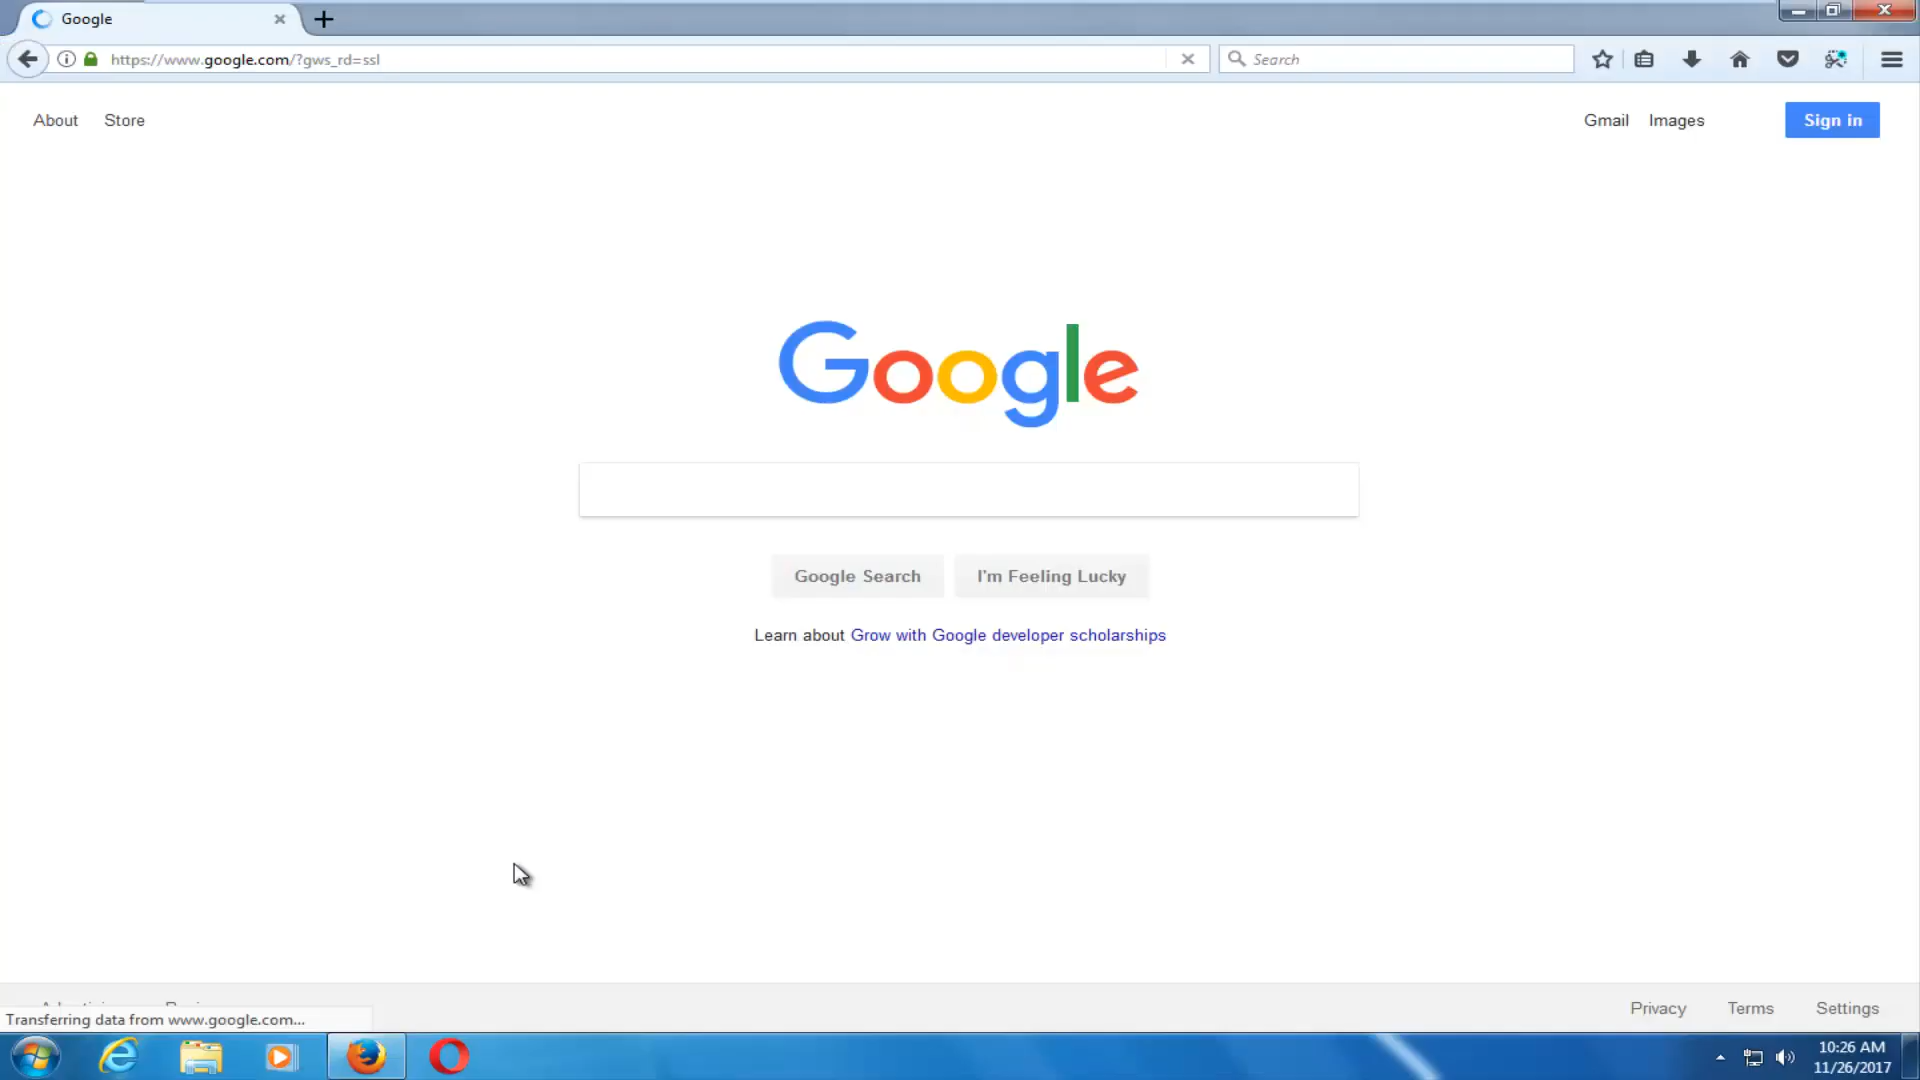 Google
https://www.google.com/?gws_rd=ssl
Search
About Store
Gmail Images Sign in
Google
Google Search I'm Feeling Lucky
Learn about Grow with Google developer scholarships
Privacy Terms Settings
Transferring data from www.google.com...
10:26 AM
11/26/2017